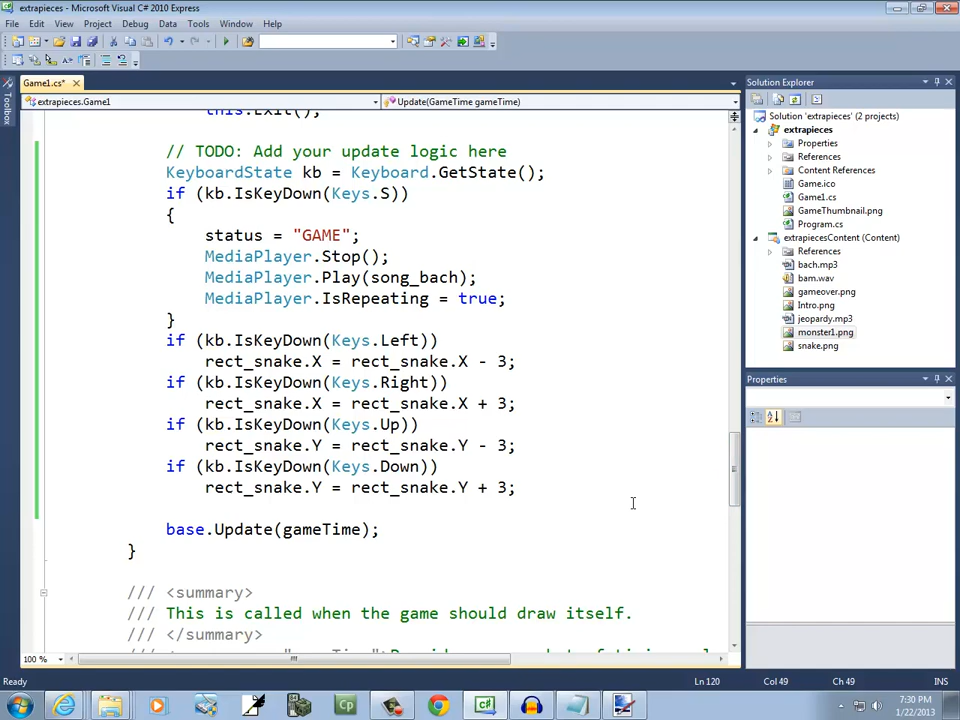 extrapieces - Microsoft Visual C# 2010 Express
File Edit View Project Debug Data Tools Window Help
Game1.cs* ×
Toolbox
extrapieces.Game1
Update(GameTime gameTime)
this.Exit();
// TODO: Add your update logic here
KeyboardState kb = Keyboard.GetState();
if (kb.IsKeyDown(Keys.S))
{
status = "GAME";
MediaPlayer.Stop();
MediaPlayer.Play(song_bach);
MediaPlayer.IsRepeating = true;
}
if (kb.IsKeyDown(Keys.Left))
rect_snake.X = rect_snake.X - 3;
if (kb.IsKeyDown(Keys.Right))
rect_snake.X = rect_snake.X + 3;
if (kb.IsKeyDown(Keys.Up))
rect_snake.Y = rect_snake.Y - 3;
if (kb.IsKeyDown(Keys.Down))
rect_snake.Y = rect_snake.Y + 3;
base.Update(gameTime);
}
/// <summary>
/// This is called when the game should draw itself.
/// </summary>
100 %
Solution Explorer
Solution 'extrapieces' (2 projects)
extrapieces
Properties
References
Content References
Game.ico
Game1.cs
GameThumbnail.png
Program.cs
extrapiecesContent (Content)
References
bach.mp3
bam.wav
gameover.png
Intro.png
jeopardy.mp3
monster1.png
snake.png
Properties
Ready
Ln 120
Col 49
Ch 49
INS
Cp
C#
7:30 PM
1/22/2013